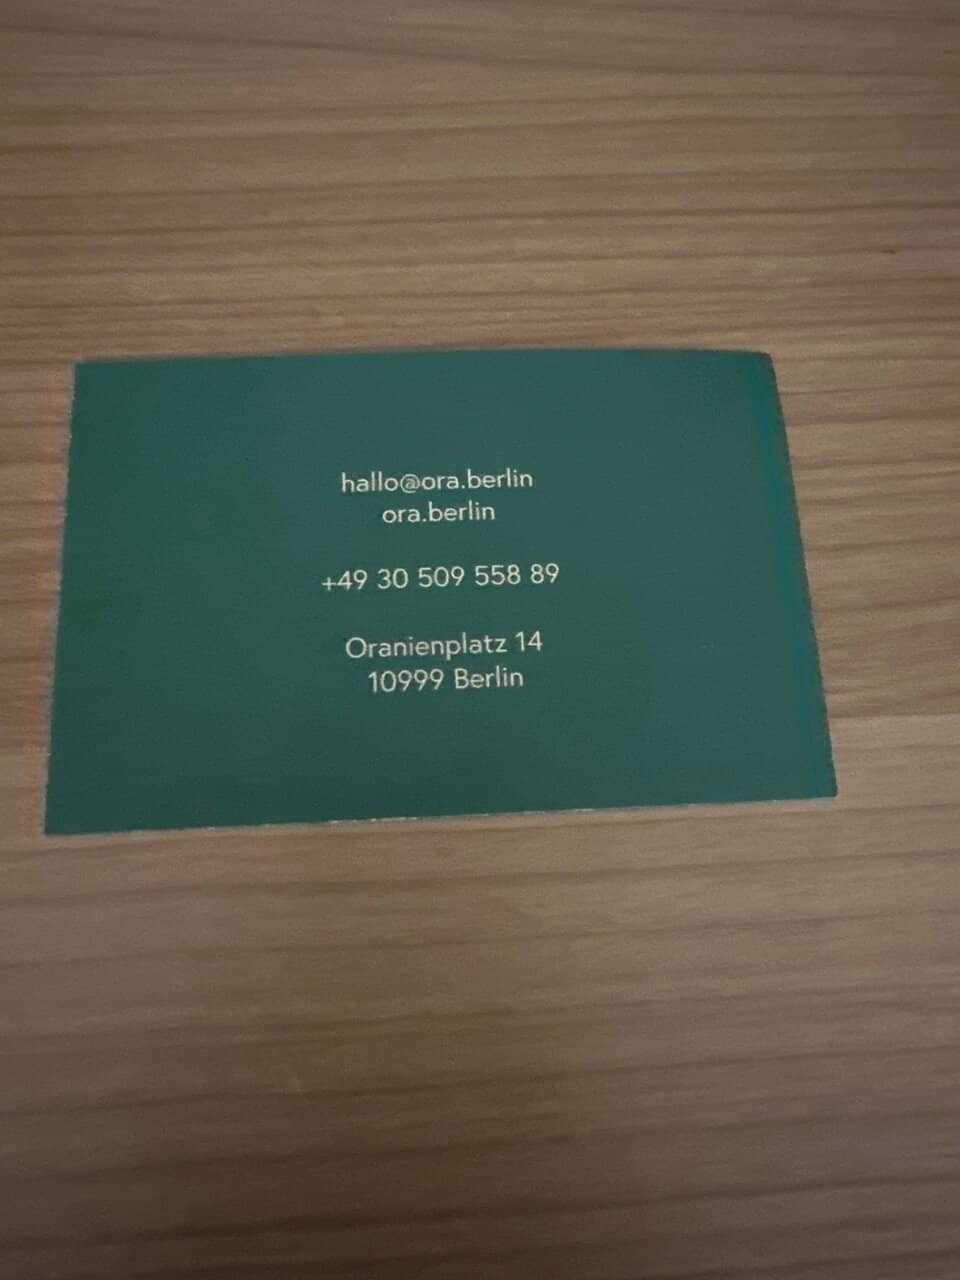 hallo@ora.berlin
ora.berlin
+49 30 509 558 89
Oranienplatz 14
10999 Berlin